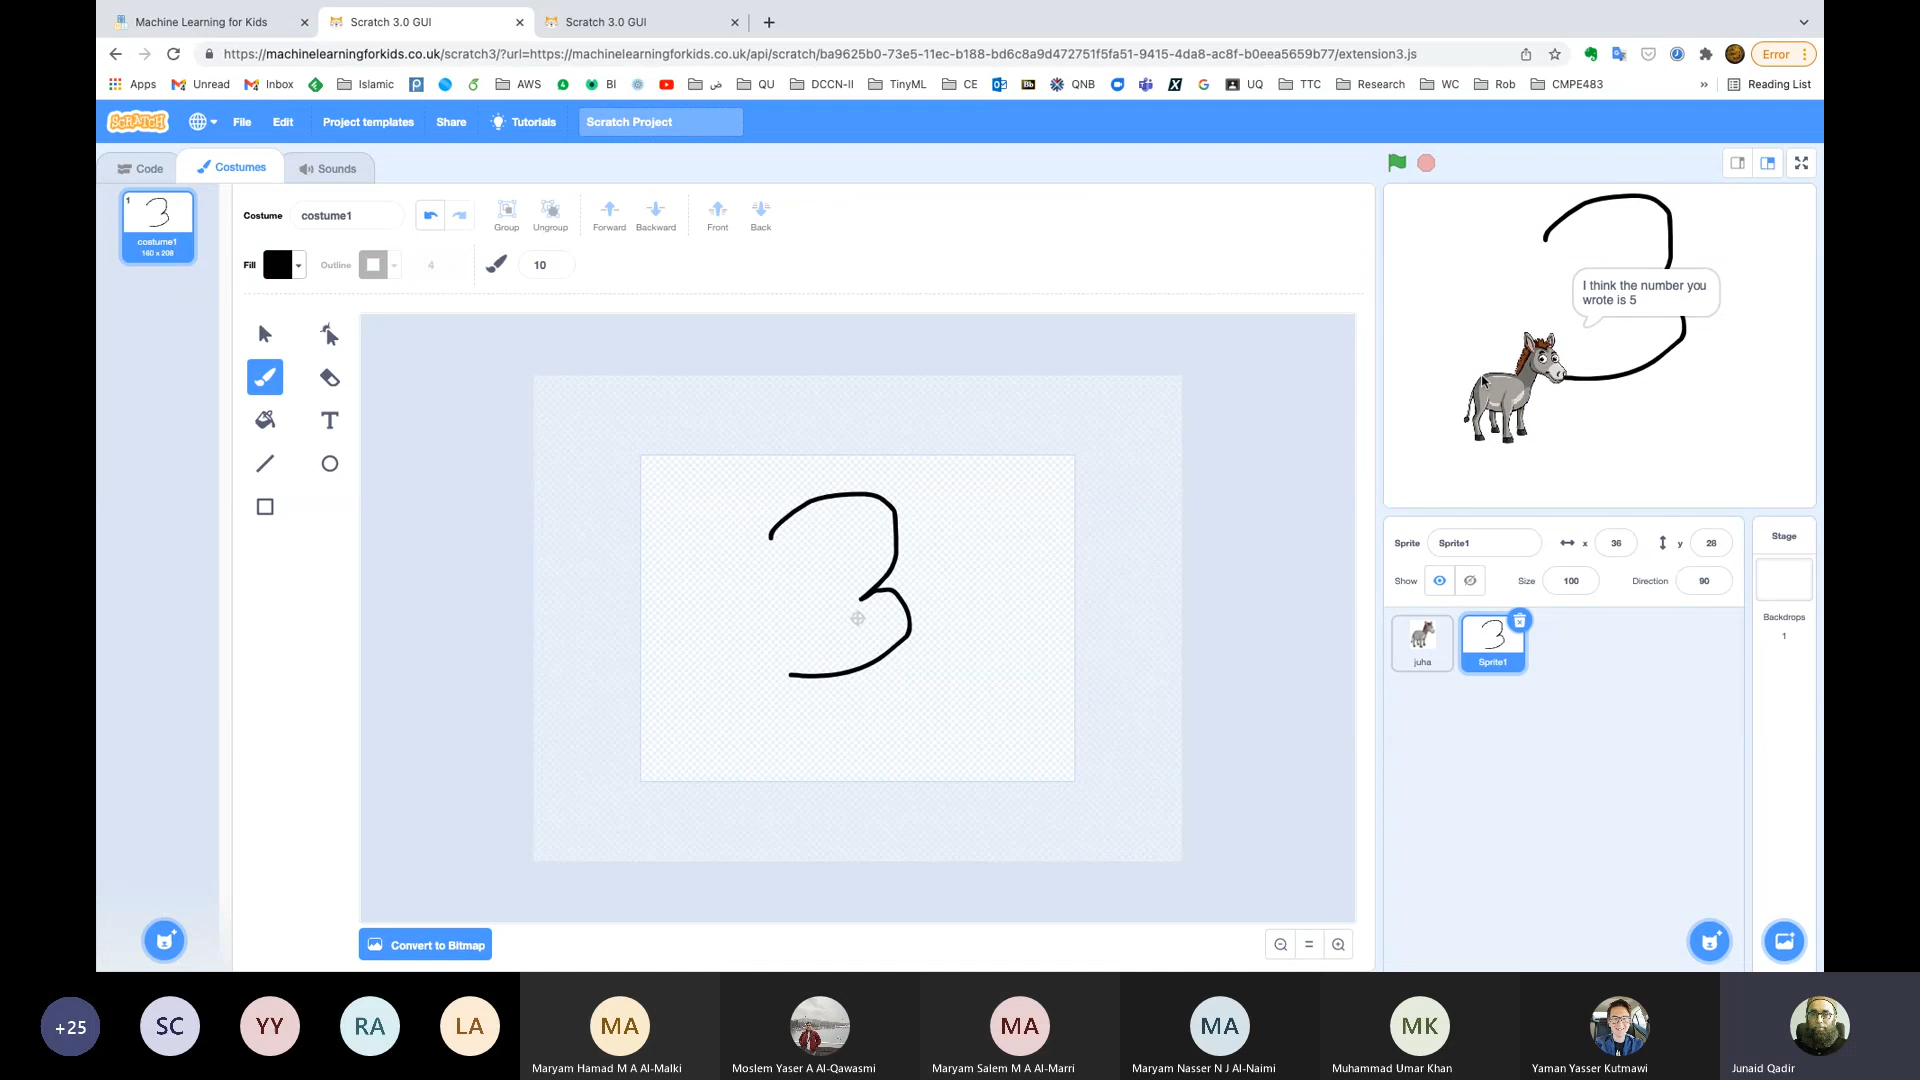 Machine Learning for Kids
Scratch 3.0 GUI
Scratch 3.0 GUI
https://machinelearningforkids.co.uk/scratch3/?url=https://machinelearningforkids.co.uk/api/scratch/ba9625b0-73e5-11ec-b188-bd6c8a9d472751f5fa51-9415-4da8-ac8f-b0eea5659b77/extension3.js
Error
Apps
Unread
Inbox
Islamic
AWS
BI
ض
QU
DCCN-II
TinyML
CE
Bb
QNB
UQ
TTC
Research
WC
Rob
CMPE483
»
Reading List
SCRATCH
File
Edit
Project templates
Share
Tutorials
Scratch Project
Code
Costumes
Sounds
1
3
costume1
160 x 208
Costume
costume1
Group
Ungroup
Forward
Backward
Front
Back
Fill
Outline
4
10
3
Convert to Bitmap
I think the number you
wrote is 5
Sprite
Sprite1
x
36
y
28
Show
Size
100
Direction
90
juha
3
Sprite1
Stage
Backdrops
1
+25
SC
YY
RA
LA
MA
Maryam Hamad M A Al-Malki
Moslem Yaser A Al-Qawasmi
MA
Maryam Salem M A Al-Marri
MA
Maryam Nasser N J Al-Naimi
MK
Muhammad Umar Khan
Yaman Yasser Kutmawi
Junaid Qadir